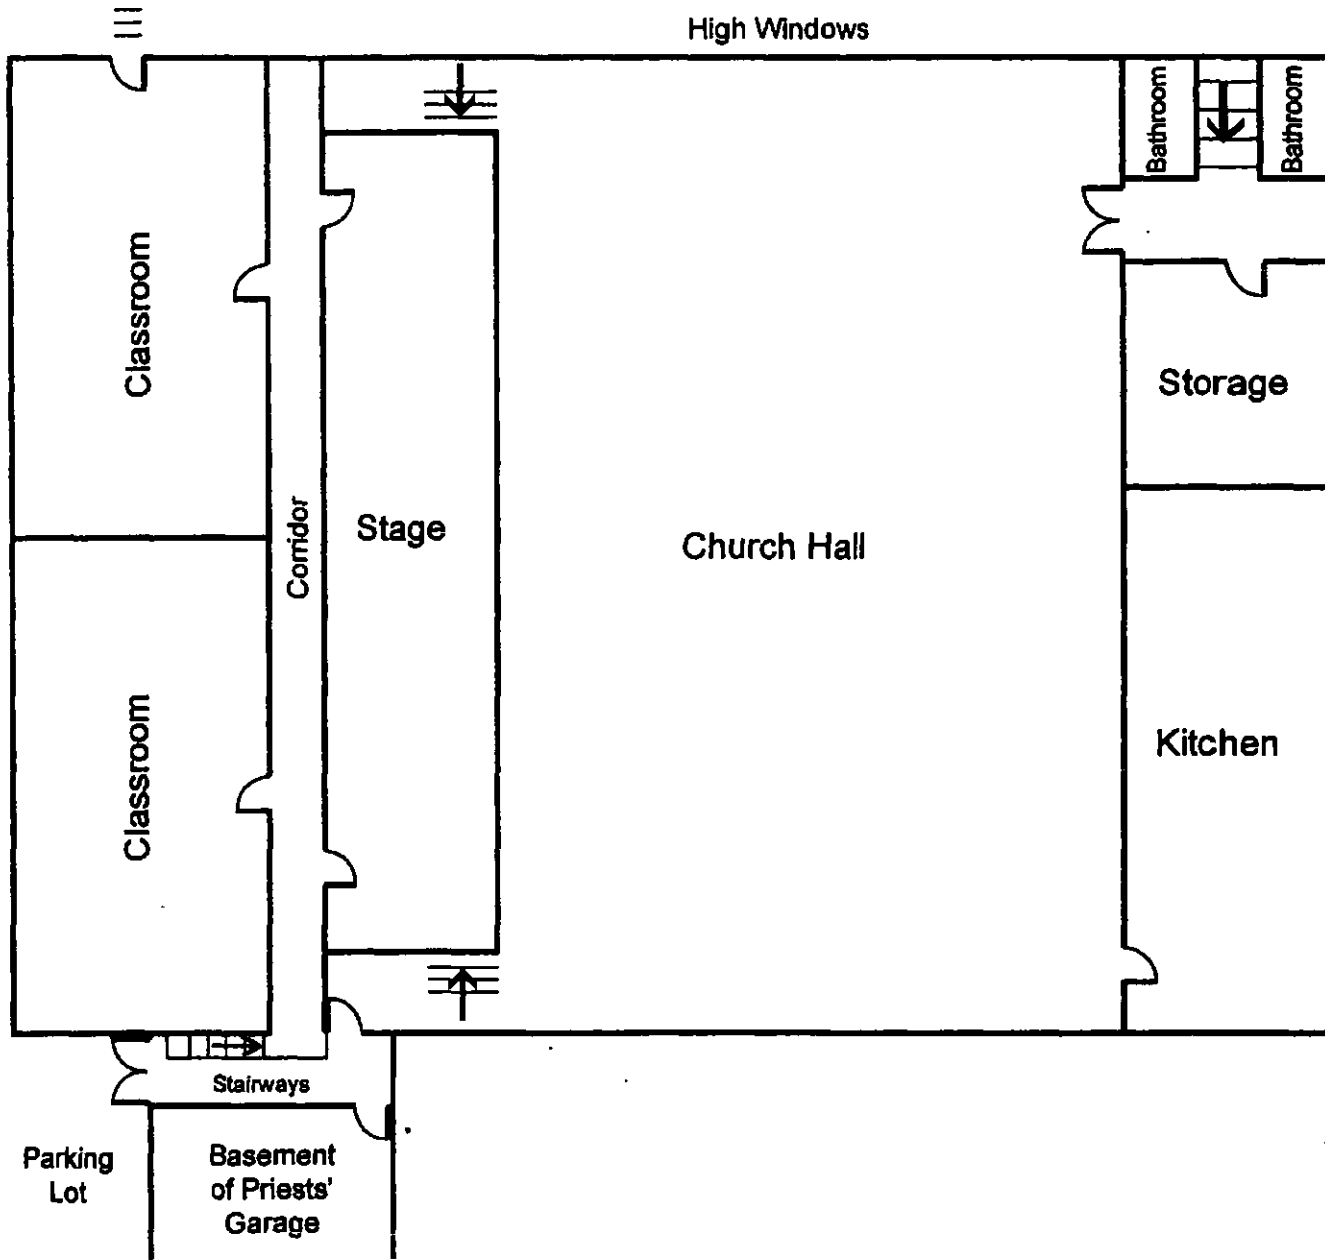 High Windows
Bathroom
Bathroom
Classroom
Storage
Corridor
Stage
Church Hall
Classroom
Kitchen
Stairways
Parking
Lot
Basement
of Priests'
Garage